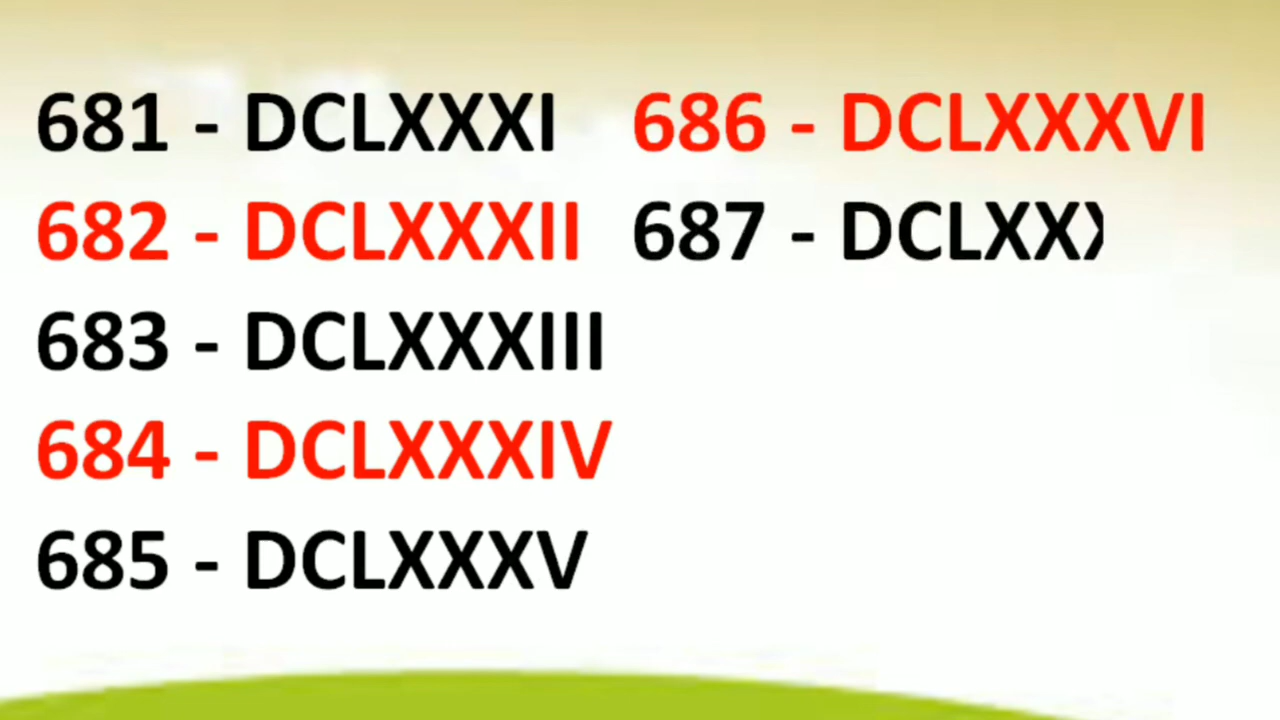 681 - DCLXXXI
682 - DCLXXXII
683 - DCLXXXIII
684 - DCLXXXIV
685 - DCLXXXV
686 - DCLXXXVI
687 - DCLXX